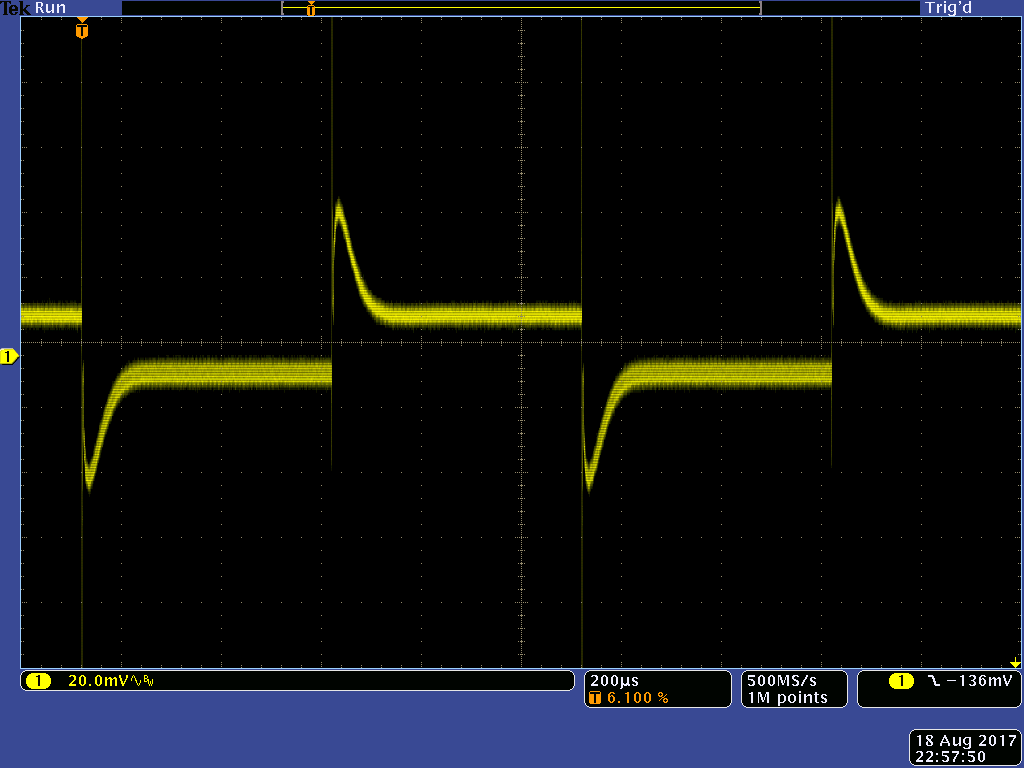 Tek Run Trig'd
T
T
1
1 20.0mV∿BW
200µs
T 6.100 %
500MS/s
1M points
1 ⤵ −136mV
18 Aug 2017
22:57:50